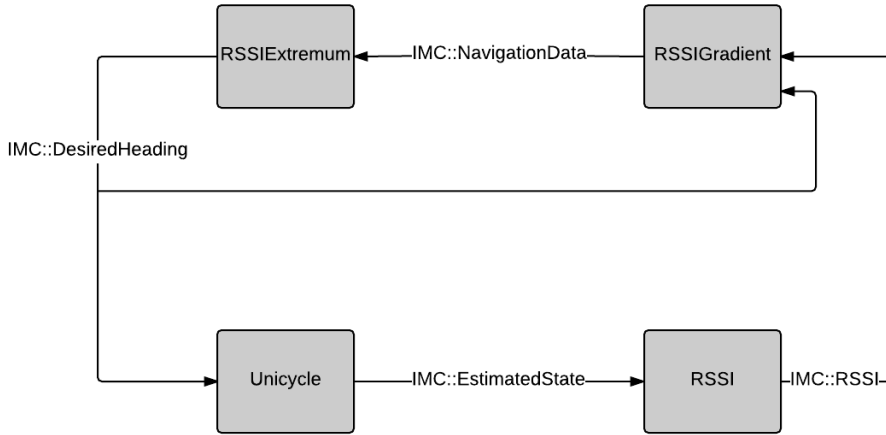 RSSIExtremum
IMC::NavigationData
RSSIGradient
IMC::DesiredHeading
Unicycle
IMC::EstimatedState
RSSI
IMC::RSSI